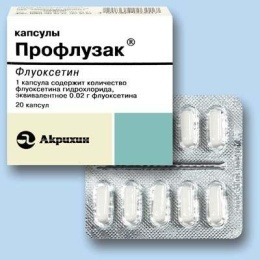 капсулы
Профлузак®
Флуоксетин
1 капсула содержит количество
флуоксетина гидрохлорида,
эквивалентное 0.02 г флуоксетина
20 капсул
Акрихин